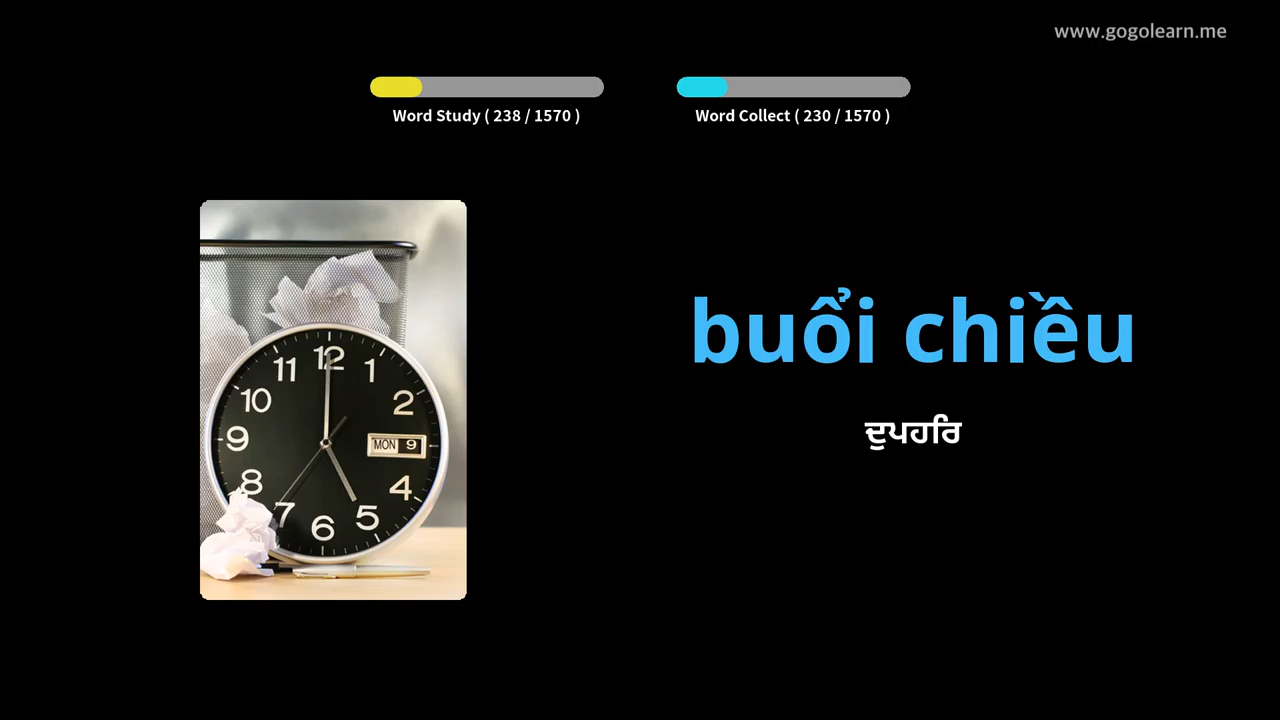 www.gogolearn.me
Word Study ( 238 / 1570 )
Word Collect ( 230 / 1570 )
12
11
1
10
2
9
MON 9
8
4
7
5
6
buổi chiều
ਦੁਪਹਰਿ